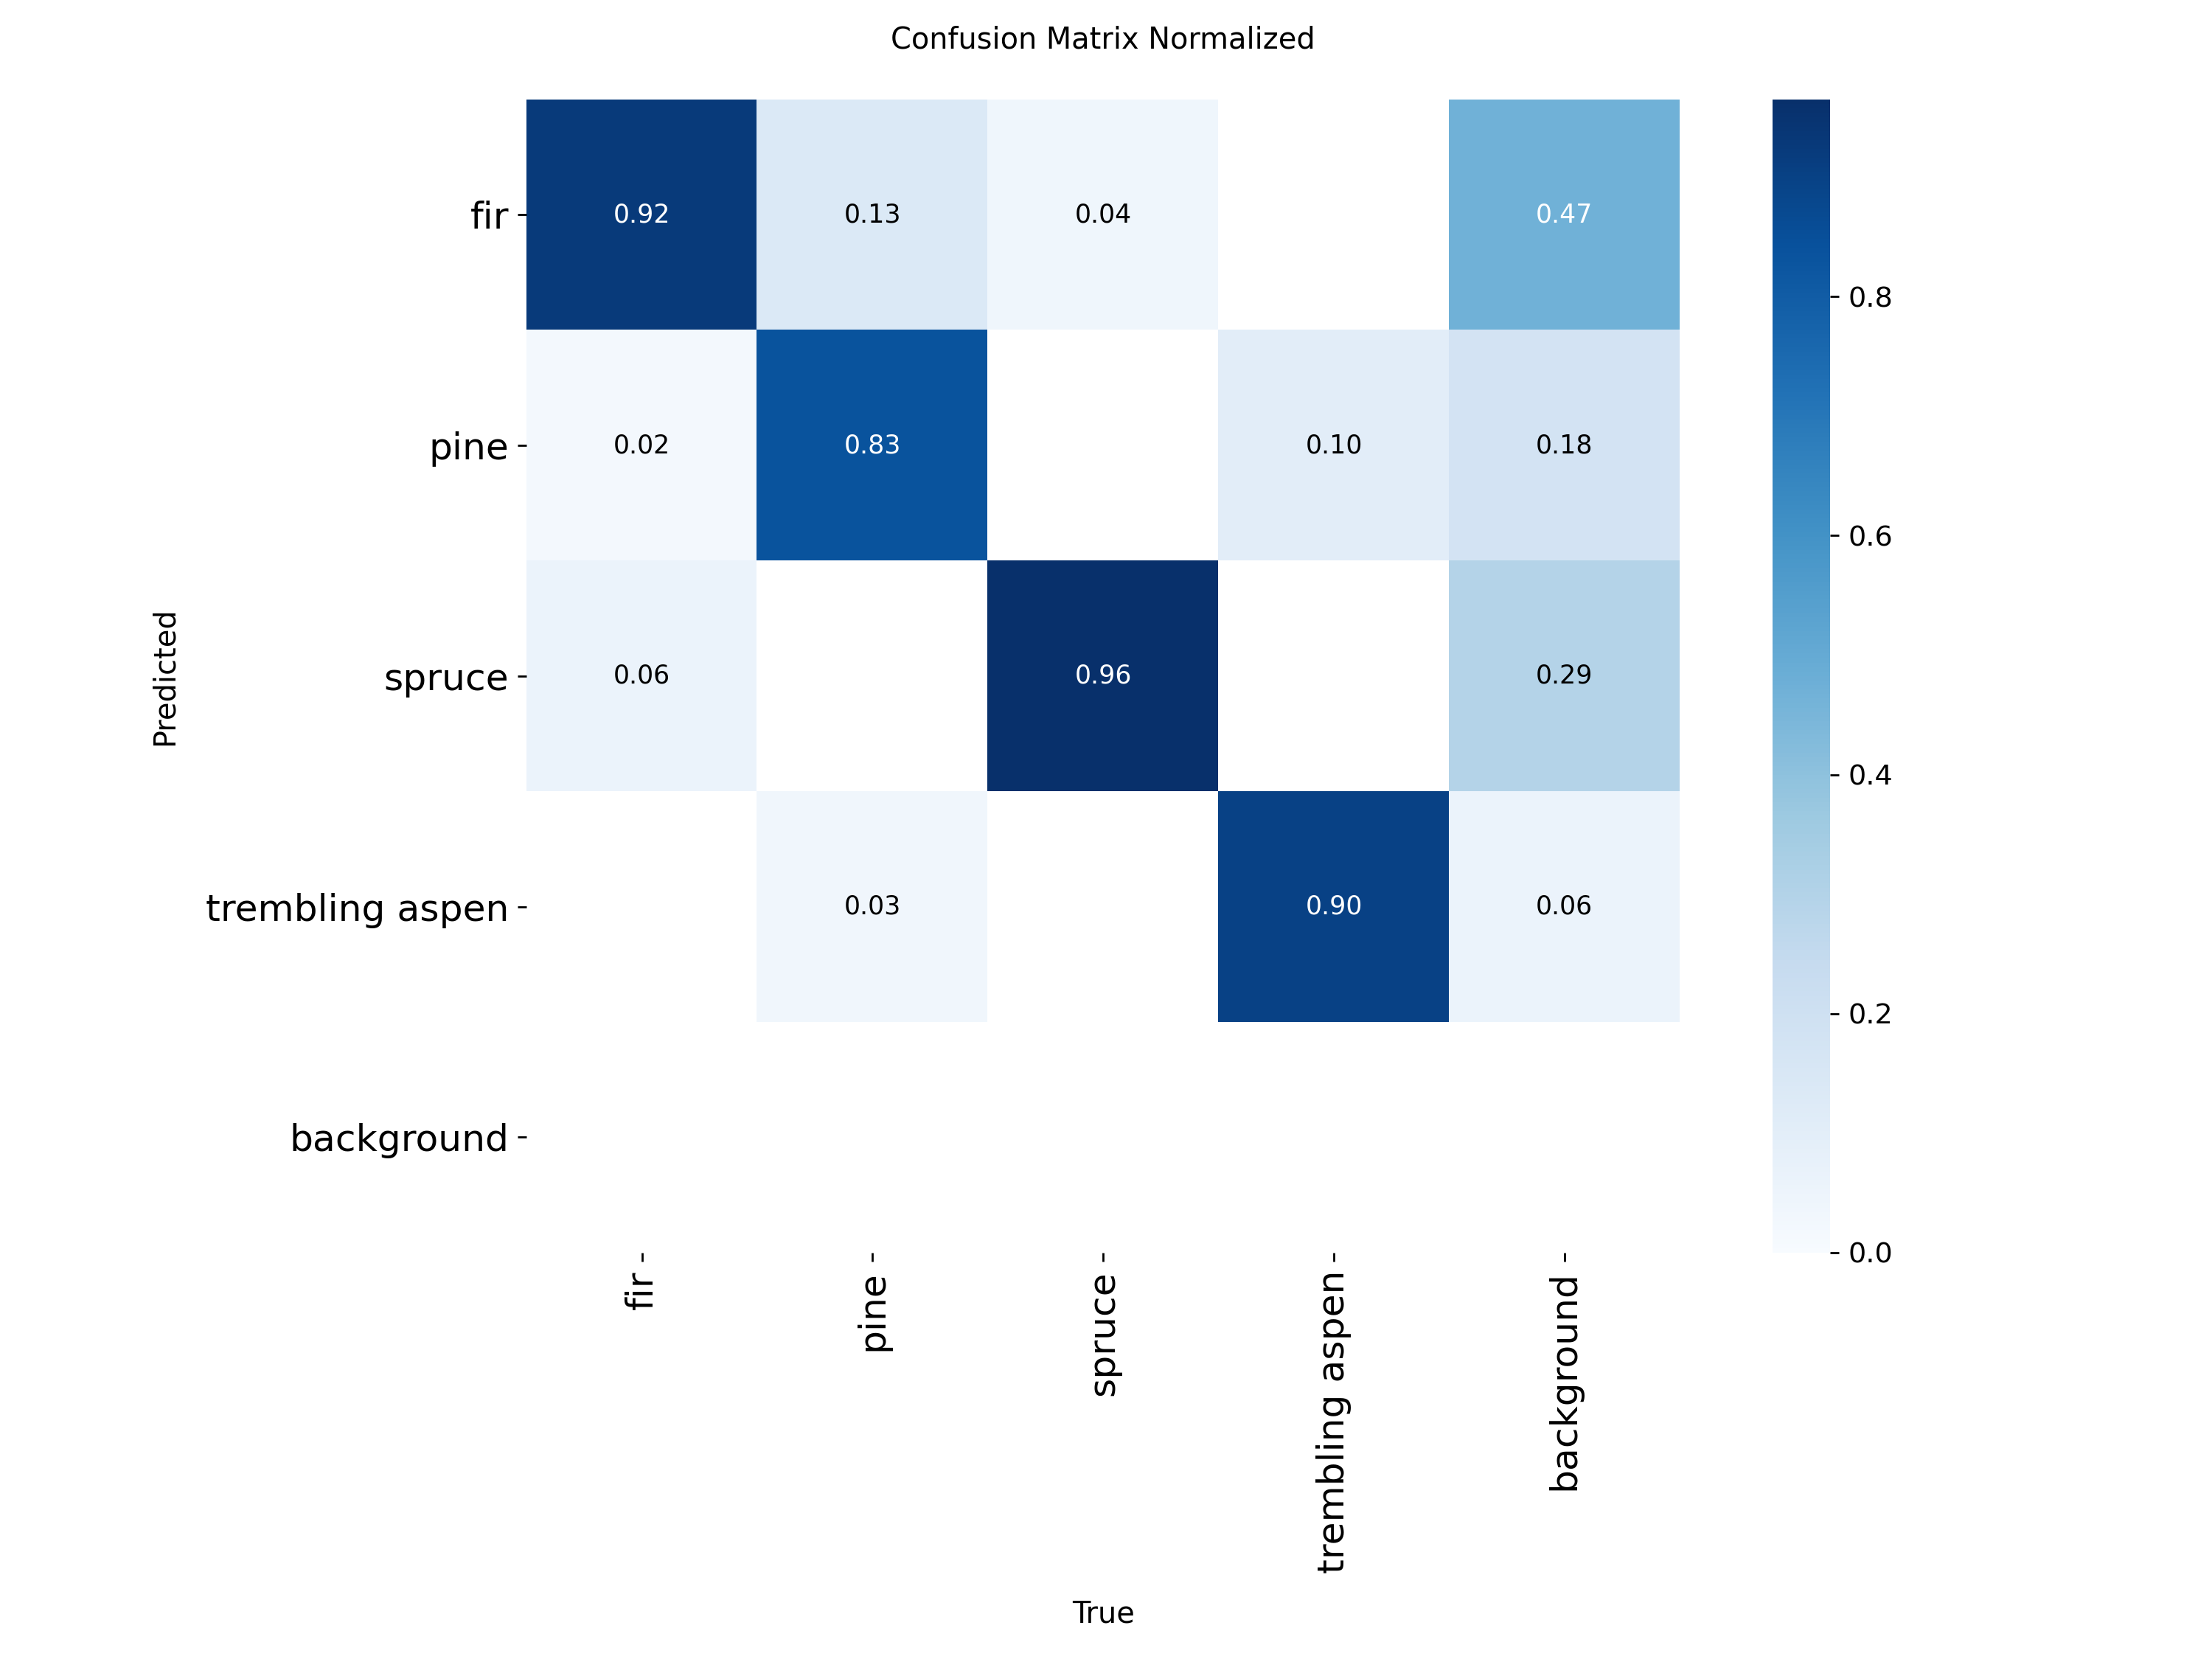 Confusion Matrix Normalized
fir
0.92
0.13
0.04
0.47
pine
0.02
0.83
0.10
0.18
spruce
0.06
0.96
0.29
trembling aspen
0.03
0.90
0.06
background
Predicted
fir
pine
spruce
trembling aspen
background
True
0.8
0.6
0.4
0.2
0.0